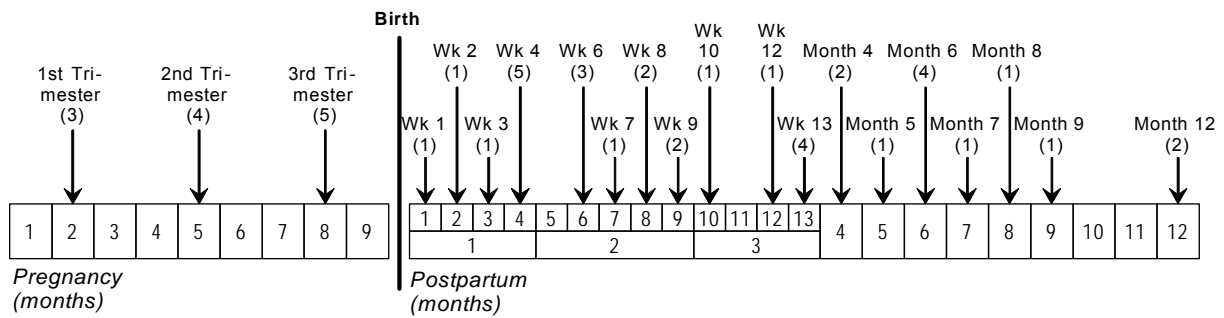 Birth
1st Tri-
mester
(3)
2nd Tri-
mester
(4)
3rd Tri-
mester
(5)
Wk 1
(1)
Wk 2
(1)
Wk 3
(1)
Wk 4
(5)
Wk 6
(3)
Wk 7
(1)
Wk 8
(2)
Wk 9
(2)
Wk
10
(1)
Wk
12
(1)
Wk 13
(4)
Month 4
(2)
Month 5
(1)
Month 6
(4)
Month 7
(1)
Month 8
(1)
Month 9
(1)
Month 12
(2)
1 2 3 4 5 6 7 8 9
1 2 3 4 5 6 7 8 9 10 11 12 13
1 2 3
4 5 6 7 8 9 10 11 12
Pregnancy
(months)
Postpartum
(months)